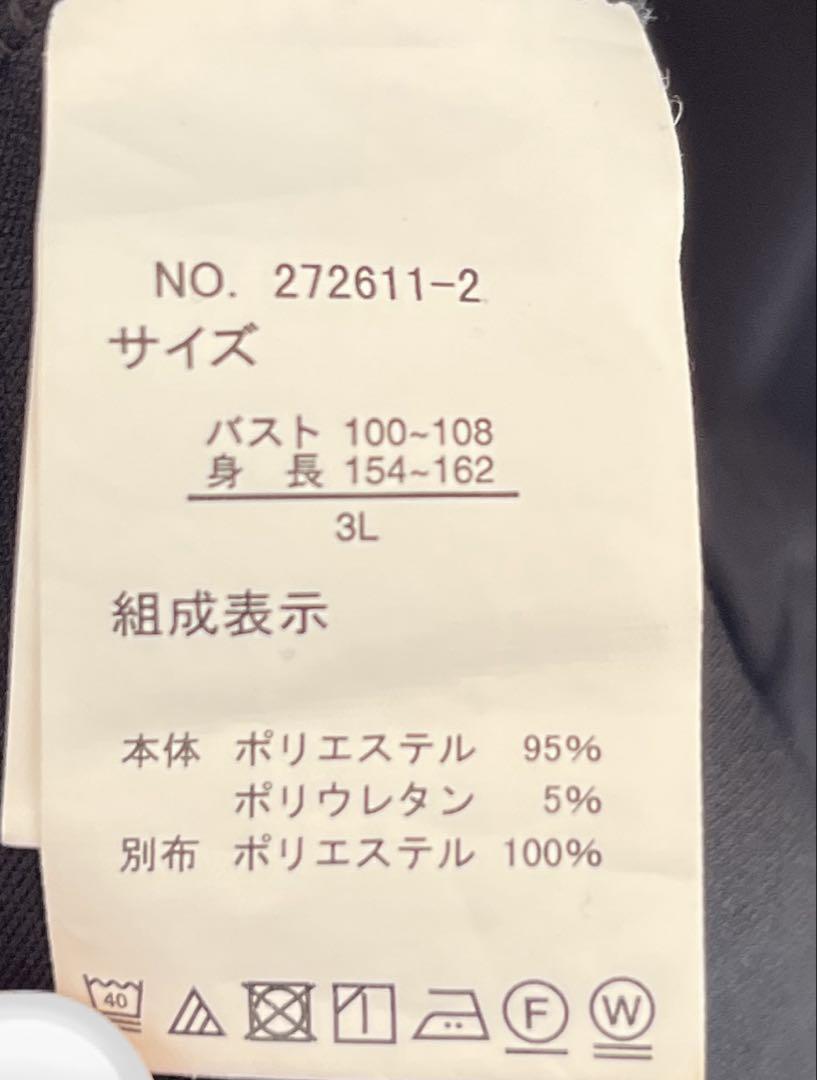 NO. 272611-2
サイズ
バスト 100~108
身 長 154~162
3L
組成表示
本体 ポリエステル 95%
ポリウレタン 5%
別布 ポリエステル 100%
40 F W